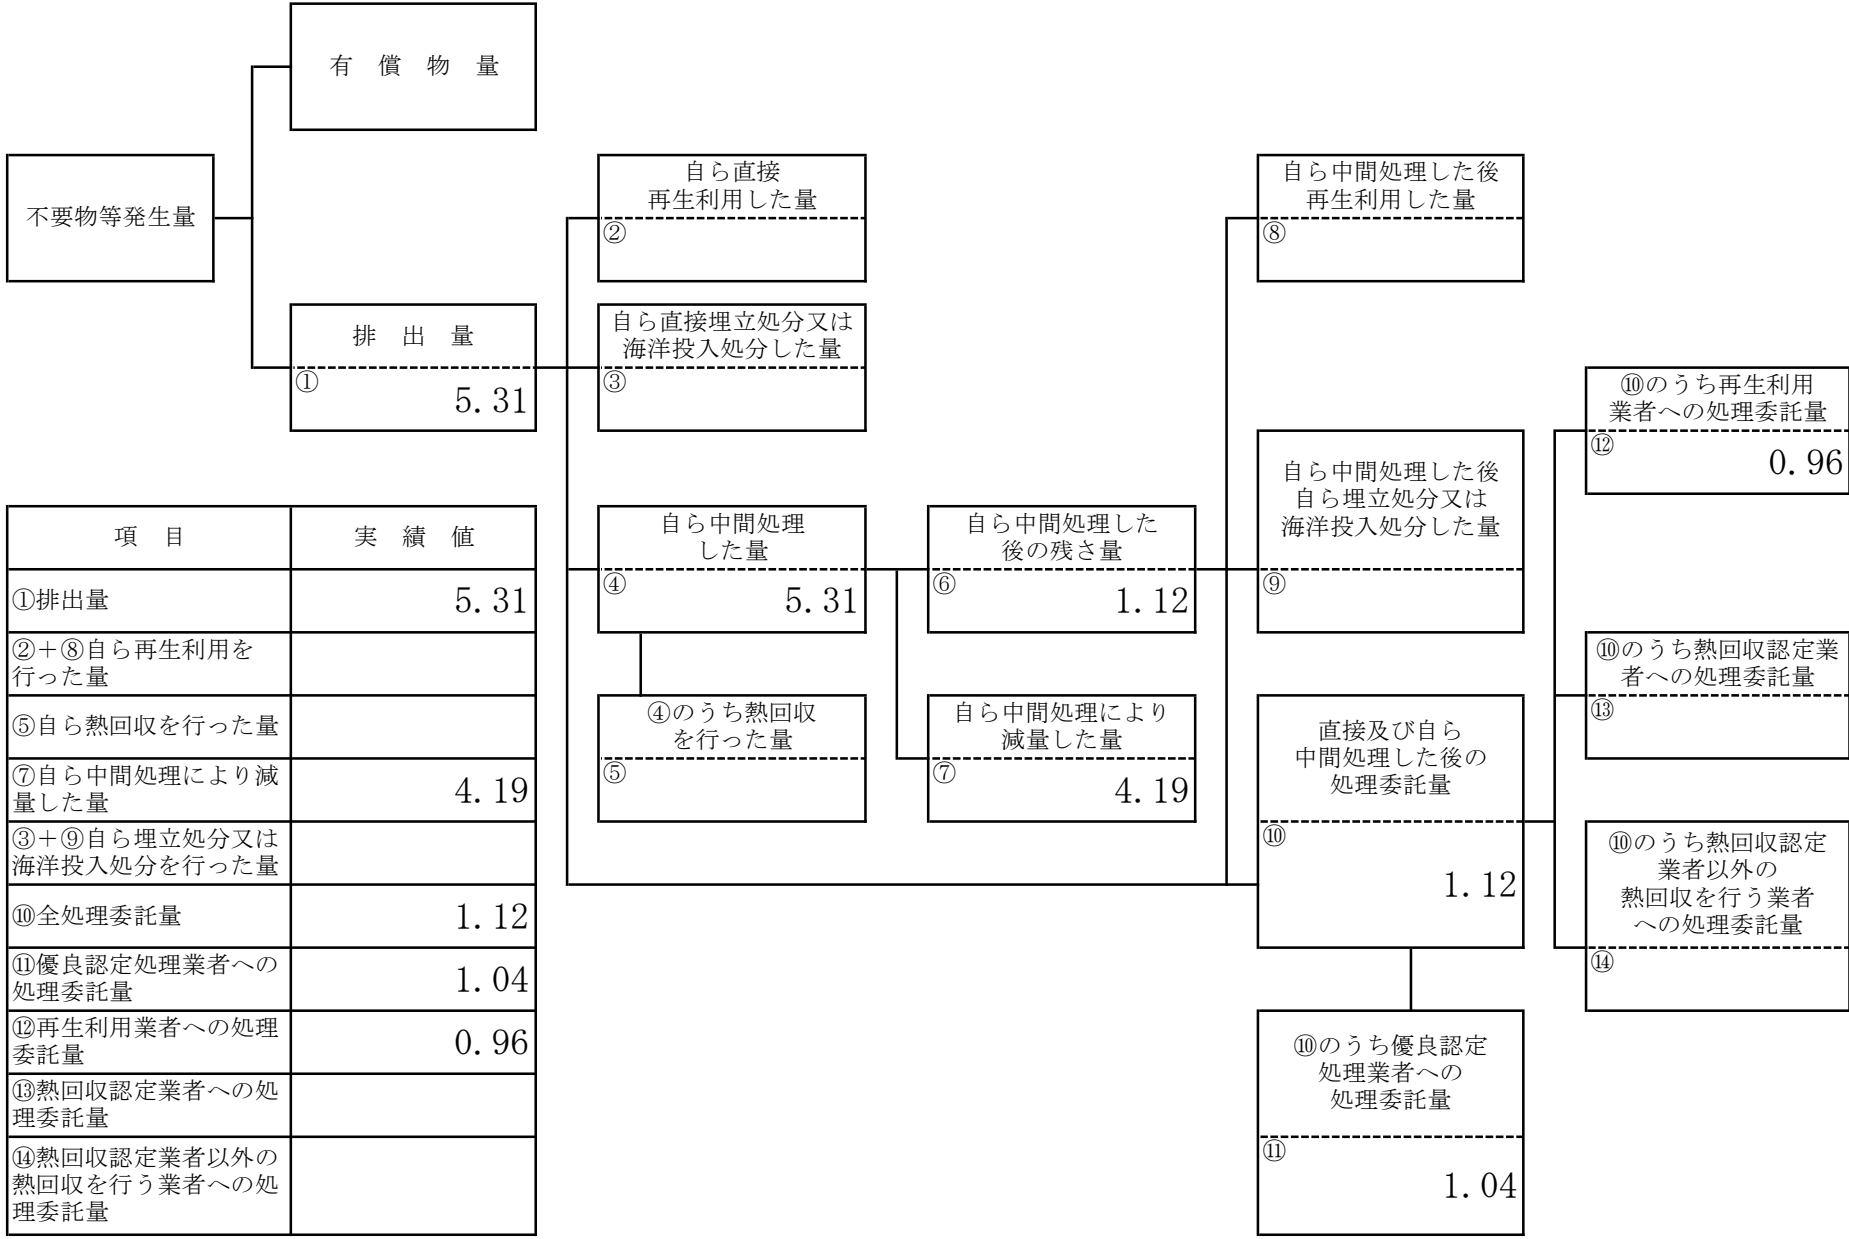 有　償　物　量
不要物等発生量
排　出　量
①
5.31
自ら直接
再生利用した量
②
自ら直接埋立処分又は
海洋投入処分した量
③
自ら中間処理
した量
④
5.31
④のうち熱回収
を行った量
⑤
自ら中間処理した
後の残さ量
⑥
1.12
自ら中間処理により
減量した量
⑦
4.19
自ら中間処理した後
再生利用した量
⑧
自ら中間処理した後
自ら埋立処分又は
海洋投入処分した量
⑨
直接及び自ら
中間処理した後の
処理委託量
⑩
1.12
⑩のうち優良認定
処理業者への
処理委託量
⑪
1.04
⑩のうち再生利用
業者への処理委託量
⑫
0.96
⑩のうち熱回収認定業
者への処理委託量
⑬
⑩のうち熱回収認定
業者以外の
熱回収を行う業者
への処理委託量
⑭
項　目
実　績　値
①排出量
5.31
②＋⑧自ら再生利用を
行った量
⑤自ら熱回収を行った量
⑦自ら中間処理により減
量した量
4.19
③＋⑨自ら埋立処分又は
海洋投入処分を行った量
⑩全処理委託量
1.12
⑪優良認定処理業者への
処理委託量
1.04
⑫再生利用業者への処理
委託量
0.96
⑬熱回収認定業者への処
理委託量
⑭熱回収認定業者以外の
熱回収を行う業者への処
理委託量